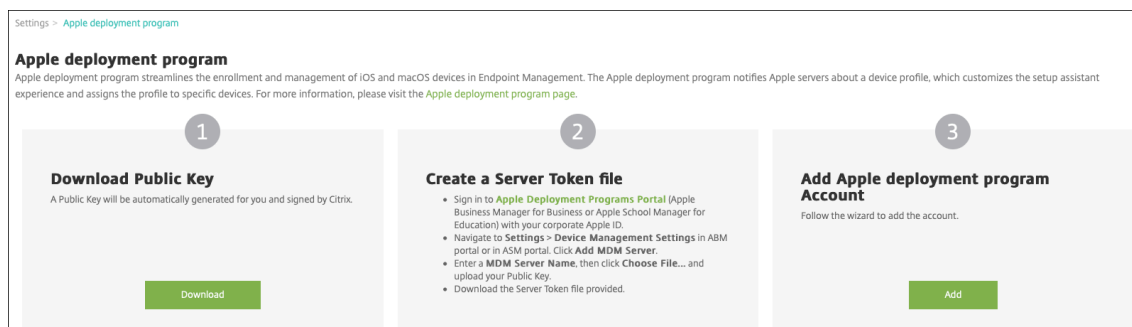 Settings > Apple deployment program
Apple deployment program
Apple deployment program streamlines the enrollment and management of iOS and macOS devices in Endpoint Management. The Apple deployment program notifies Apple servers about a device profile, which customizes the setup assistant
experience and assigns the profile to specific devices. For more information, please visit the Apple deployment program page.
1
Download Public Key
A Public Key will be automatically generated for you and signed by Citrix.
Download
2
Create a Server Token file
• Sign in to Apple Deployment Programs Portal (Apple
Business Manager for Business or Apple School Manager for
Education) with your corporate Apple ID.
• Navigate to Settings > Device Management Settings in ABM
portal or in ASM portal. Click Add MDM Server.
• Enter a MDM Server Name, then click Choose File... and
upload your Public Key.
• Download the Server Token file provided.
3
Add Apple deployment program
Account
Follow the wizard to add the account.
Add